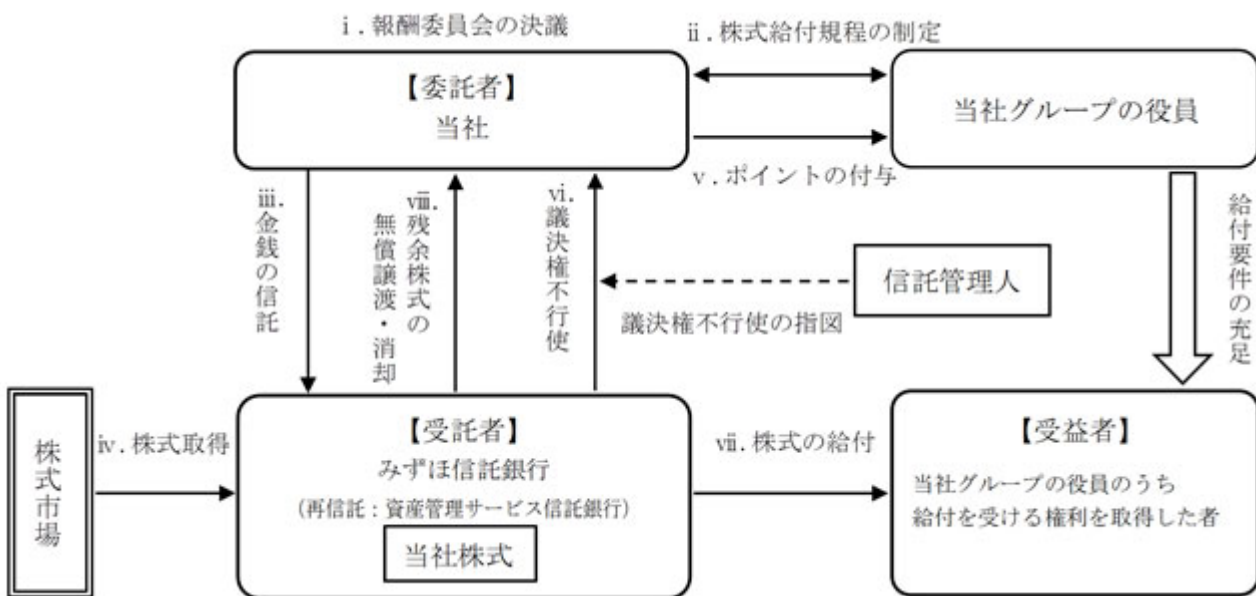 ⅰ.報酬委員会の決議
ⅱ.株式給付規程の制定
【委託者】
当社
当社グループの役員
ⅴ.ポイントの付与
ⅲ.金銭の信託
ⅷ.残余株式の
無償譲渡・消却
ⅵ.議決権不行使
信託管理人
議決権不行使の指図
給付要件の充足
株式市場
ⅳ.株式取得
【受託者】
みずほ信託銀行
(再信託:資産管理サービス信託銀行)
当社株式
ⅶ.株式の給付
【受益者】
当社グループの役員のうち
給付を受ける権利を取得した者